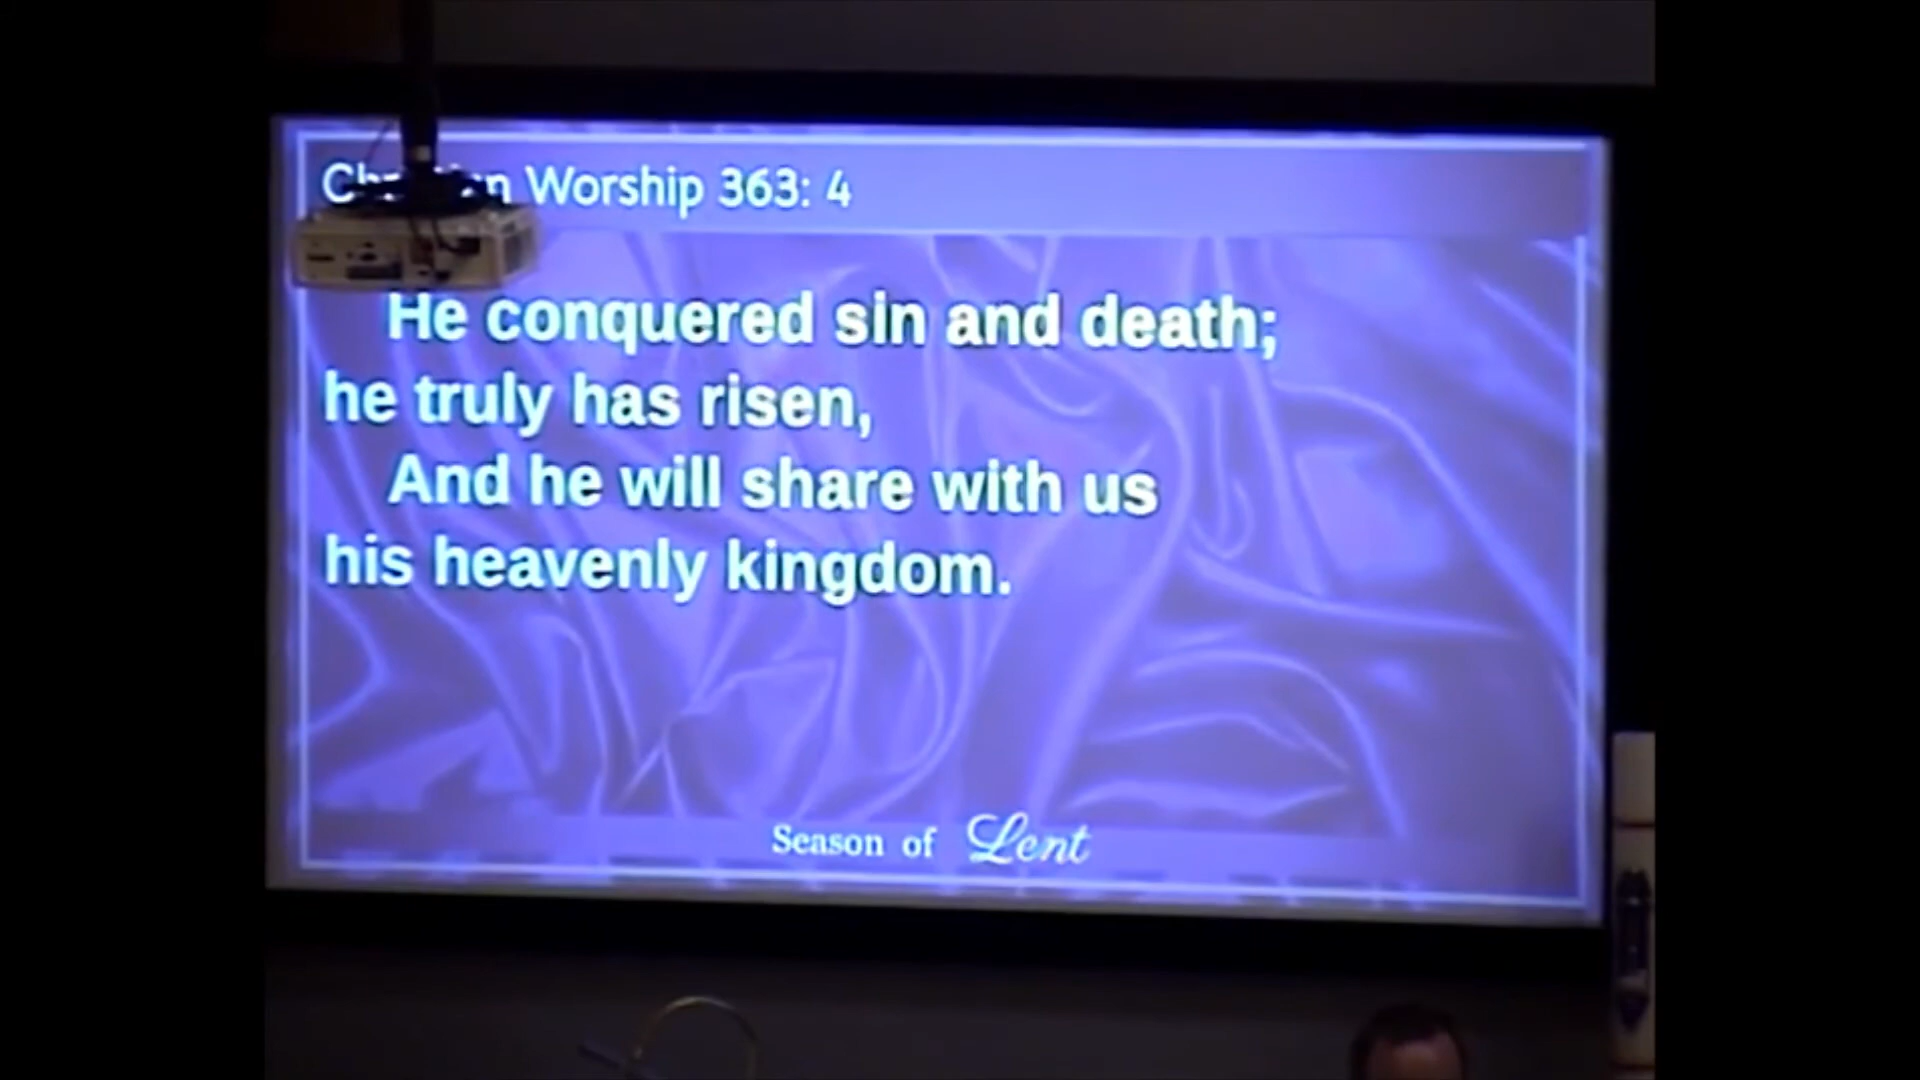 Christian Worship 363: 4
He conquered sin and death;
he truly has risen,
And he will share with us
his heavenly kingdom.
Season of Lent